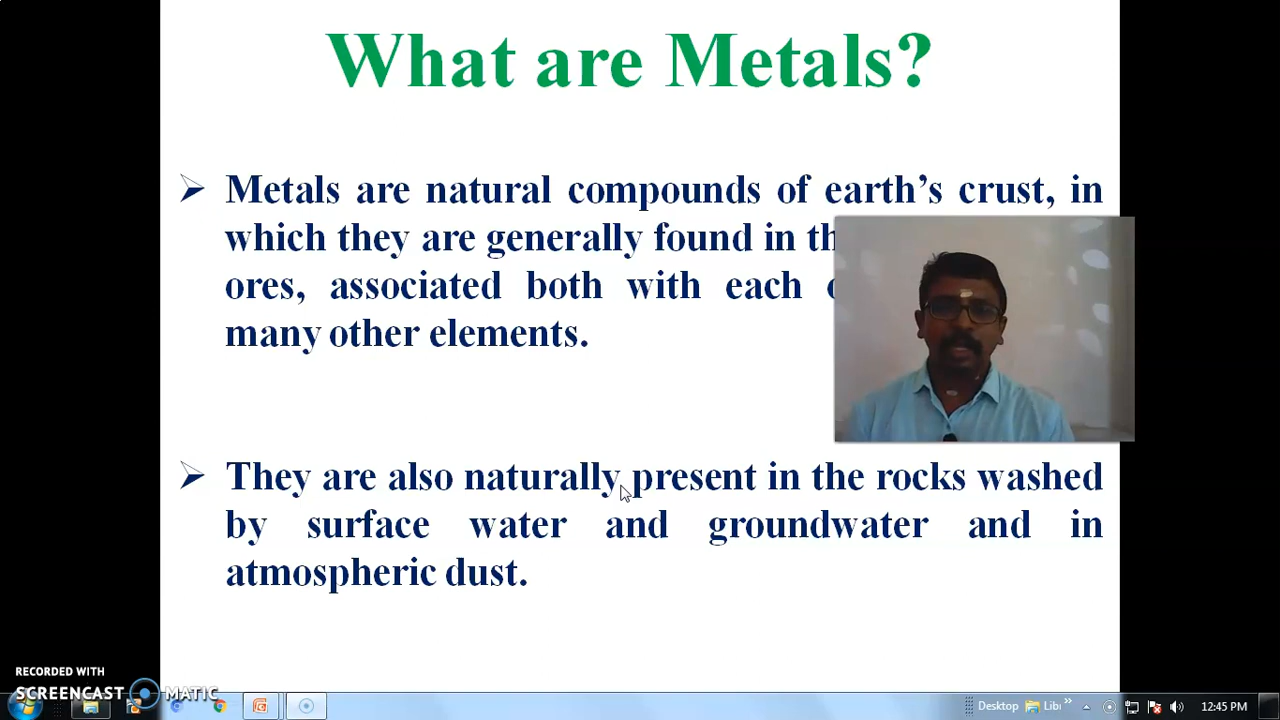 What are Metals?
Metals are natural compounds of earth's crust, in
which they are generally found in
ores, associated both with each
many other elements.
They are also naturally present in the rocks washed
by surface water and groundwater and in
atmospheric dust.
RECORDED WITH
SCREENCAST MATIC
Desktop
12:45 PM